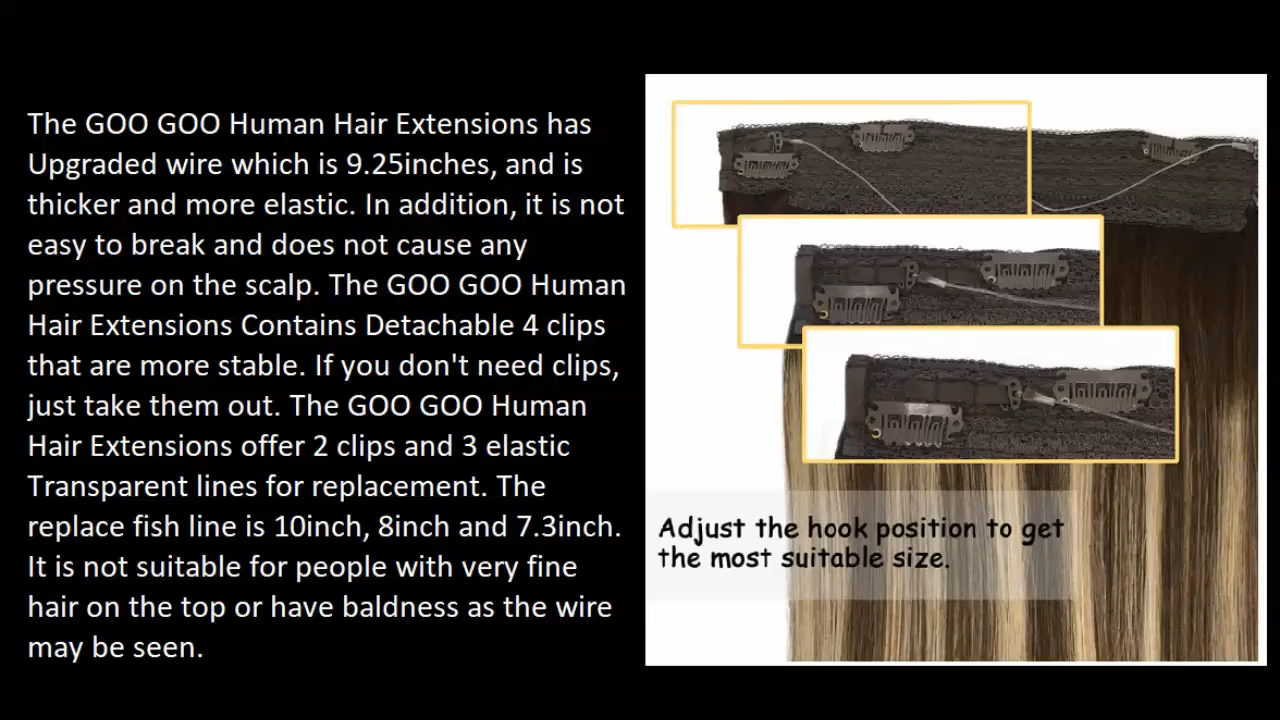 The GOO GOO Human Hair Extensions has
Upgraded wire which is 9.25inches, and is
thicker and more elastic. In addition, it is not
easy to break and does not cause any
pressure on the scalp. The GOO GOO Human
Hair Extensions Contains Detachable 4 clips
that are more stable. If you don't need clips,
just take them out. The GOO GOO Human
Hair Extensions offer 2 clips and 3 elastic
Transparent lines for replacement. The
replace fish line is 10inch, 8inch and 7.3inch.
It is not suitable for people with very fine
hair on the top or have baldness as the wire
may be seen.
Adjust the hook position to get
the most suitable size.